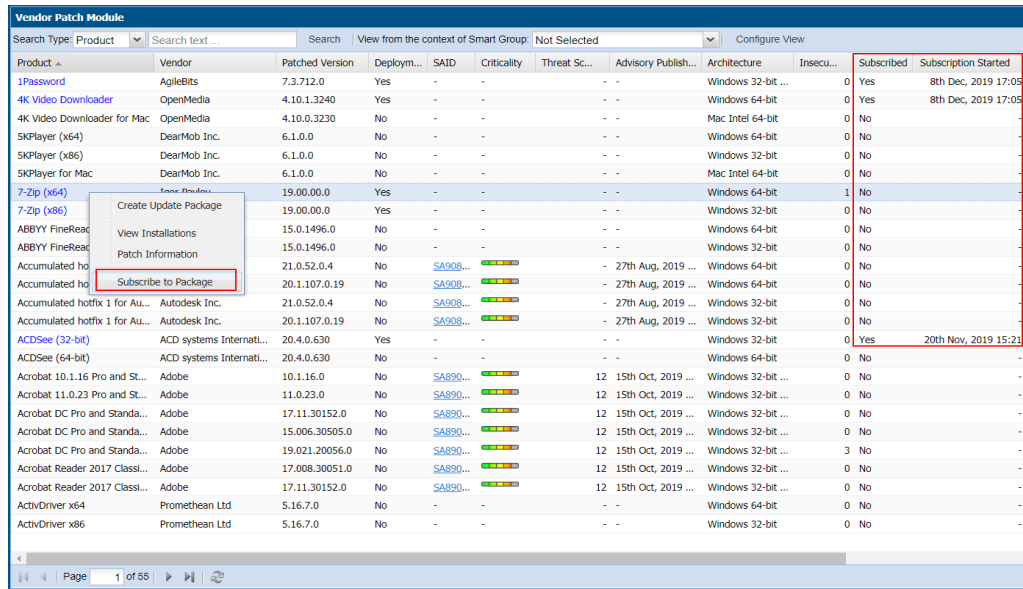 Vendor Patch Module
Search Type: Product Search text ... Search View from the context of Smart Group: Not Selected Configure View
Product Vendor Patched Version Deploym... SAID Criticality Threat Sc... Advisory Publish... Architecture Insecu... Subscribed Subscription Started
1Password AgileBits 7.3.712.0 Yes - - - - Windows 32-bit ... 0 Yes 8th Dec, 2019 17:05
4K Video Downloader OpenMedia 4.10.1.3240 Yes - - - - Windows 64-bit 0 Yes 8th Dec, 2019 17:05
4K Video Downloader for Mac OpenMedia 4.10.0.3230 No - - - - Mac Intel 64-bit 0 No -
5KPlayer (x64) DearMob Inc. 6.1.0.0 No - - - - Windows 64-bit 0 No -
5KPlayer (x86) DearMob Inc. 6.1.0.0 No - - - - Windows 32-bit 0 No -
5KPlayer for Mac DearMob Inc. 6.1.0.0 No - - - - Mac Intel 64-bit 0 No -
7-Zip (x64) Igor Pavlov 19.00.00.0 Yes - - - - Windows 64-bit 1 No -
7-Zip (x86) 19.00.00.0 Yes - - - - Windows 32-bit 0 No -
Create Update Package
ABBYY FineRead 15.0.1496.0 No - - - - Windows 64-bit 0 No -
View Installations
ABBYY FineRead 15.0.1496.0 No - - - - Windows 32-bit 0 No -
Patch Information
Accumulated ho 21.0.52.0.4 No SA908... - 27th Aug, 2019 ... Windows 64-bit 0 No -
Accumulated ho 20.1.107.0.19 No SA908... - 27th Aug, 2019 ... Windows 64-bit 0 No -
Subscribe to Package
Accumulated hotfix 1 for Au... Autodesk Inc. 21.0.52.0.4 No SA908... - 27th Aug, 2019 ... Windows 32-bit 0 No -
Accumulated hotfix 1 for Au... Autodesk Inc. 20.1.107.0.19 No SA908... - 27th Aug, 2019 ... Windows 32-bit 0 No -
ACDSee (32-bit) ACD systems Internati... 20.4.0.630 Yes - - - - Windows 32-bit 0 Yes 20th Nov, 2019 15:21
ACDSee (64-bit) ACD systems Internati... 20.4.0.630 No - - - - Windows 64-bit 0 No -
Acrobat 10.1.16 Pro and St... Adobe 10.1.16.0 No SA890... 12 15th Oct, 2019 ... Windows 32-bit ... 0 No -
Acrobat 11.0.23 Pro and St... Adobe 11.0.23.0 No SA890... 12 15th Oct, 2019 ... Windows 32-bit ... 0 No -
Acrobat DC Pro and Standa... Adobe 17.11.30152.0 No SA890... 12 15th Oct, 2019 ... Windows 32-bit ... 0 No -
Acrobat DC Pro and Standa... Adobe 15.006.30505.0 No SA890... 12 15th Oct, 2019 ... Windows 32-bit ... 0 No -
Acrobat DC Pro and Standa... Adobe 19.021.20056.0 No SA890... 12 15th Oct, 2019 ... Windows 32-bit ... 3 No -
Acrobat Reader 2017 Classi... Adobe 17.008.30051.0 No SA890... 12 15th Oct, 2019 ... Windows 32-bit ... 0 No -
Acrobat Reader 2017 Classi... Adobe 17.11.30152.0 No SA890... 12 15th Oct, 2019 ... Windows 32-bit ... 0 No -
ActivDriver x64 Promethean Ltd 5.16.7.0 No - - - - Windows 64-bit 0 No -
ActivDriver x86 Promethean Ltd 5.16.7.0 No - - - - Windows 32-bit 0 No -
Page 1 of 55